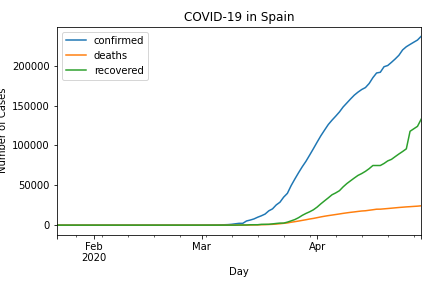 COVID-19 in Spain
confirmed
deaths
recovered
200000
150000
100000
50000
0
Number of Cases
Feb
2020
Mar
Apr
Day